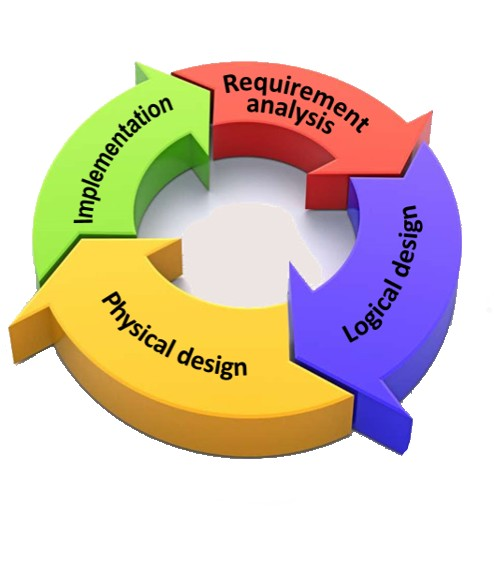 Requirement
analysis
Logical design
Physical design
Implementation